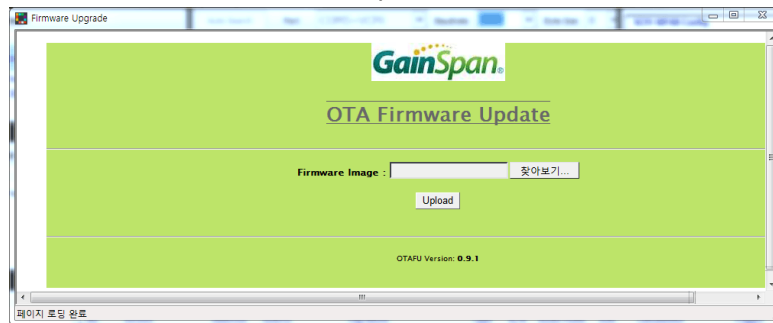 Firmware Upgrade
GainSpan®
OTA Firmware Update
Firmware Image : 찾아보기...
Upload
OTAFU Version: 0.9.1
페이지 로딩 완료